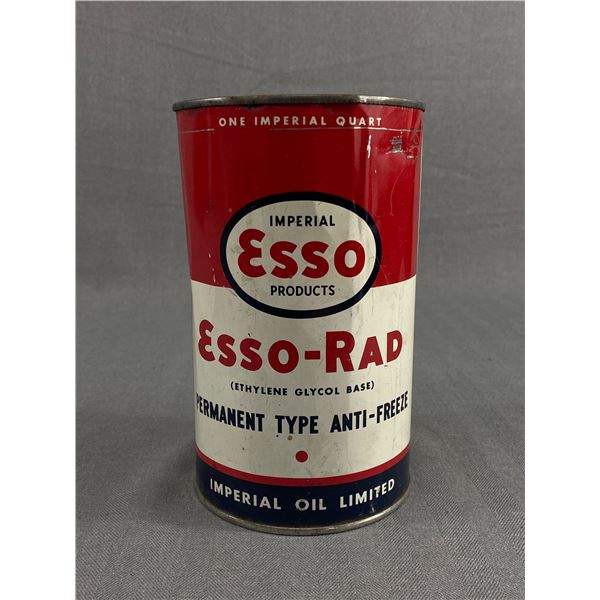 ONE IMPERIAL QUART
IMPERIAL
ESSO
PRODUCTS
ESSO-RAD
(ETHYLENE GLYCOL BASE)
PERMANENT TYPE ANTI-FREEZE
IMPERIAL OIL LIMITED